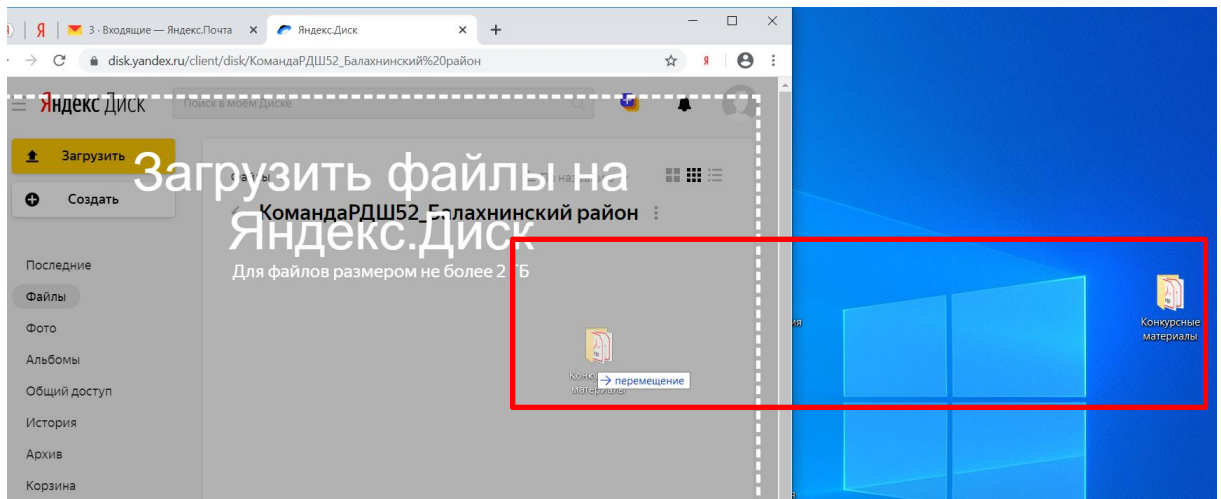 3 · Входящие — Яндекс.Почта
Яндекс.Диск
disk.yandex.ru/client/disk/КомандаРДШ52_Балахнинский%20район
Я
Яндекс Диск
Поиск в моём Диске
Загрузить
Создать
Загрузить файлы на
Яндекс.Диск
Для файлов размером не более 2 ГБ
Файлы
КомандаРДШ52_Балахнинский район
Последние
Файлы
Фото
Альбомы
Общий доступ
История
Архив
Корзина
материалы
→ перемещение
Конкурсные
материалы